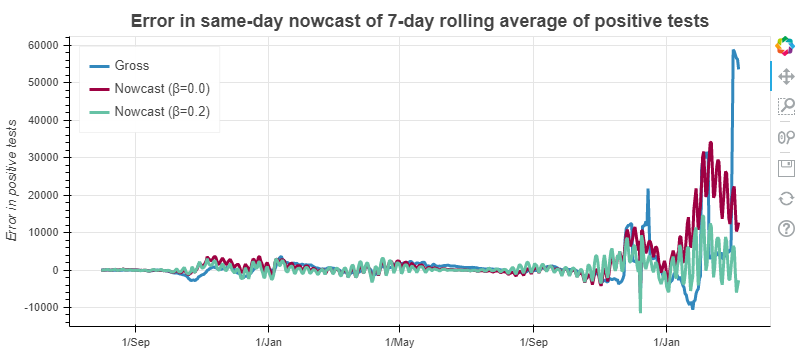 Error in same-day nowcast of 7-day rolling average of positive tests
60000
50000
40000
30000
20000
10000
0
-10000
Error in positive tests
Gross
Nowcast (β=0.0)
Nowcast (β=0.2)
1/Sep
1/Jan
1/May
1/Sep
1/Jan